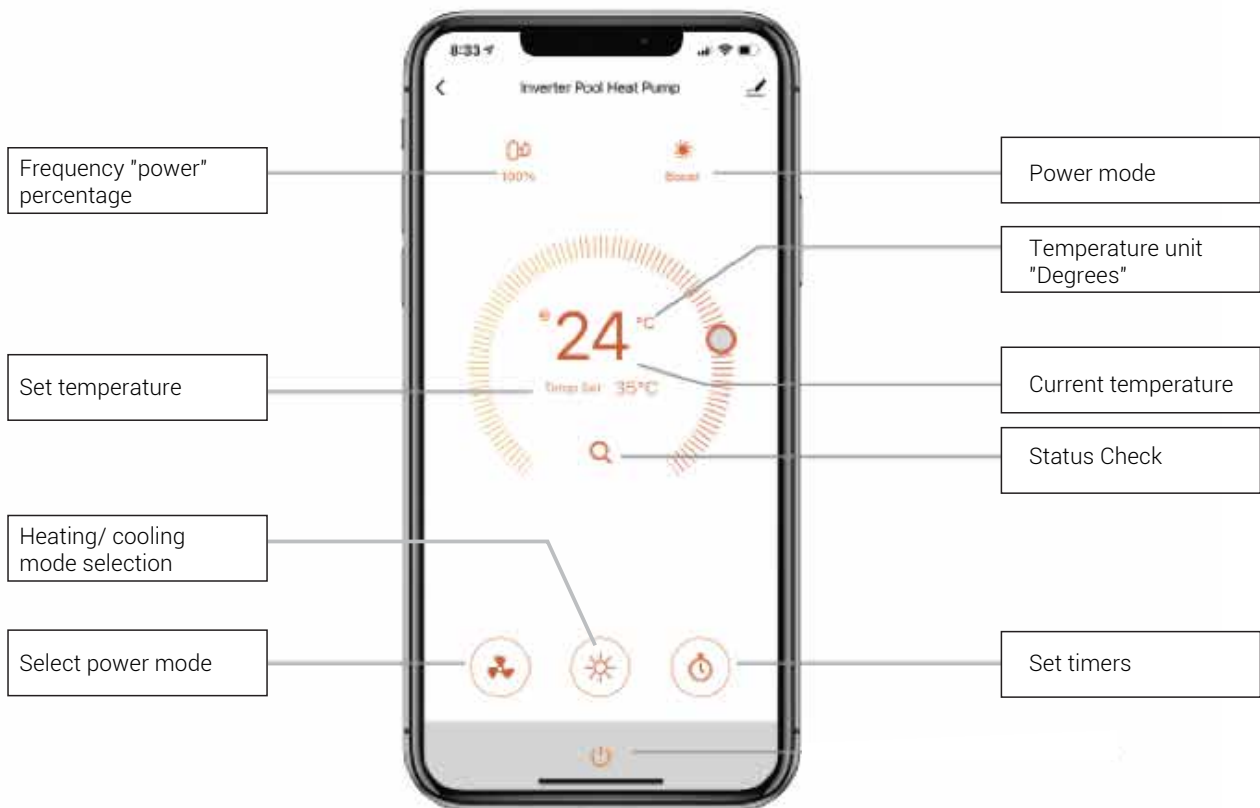 8:33
Inverter Pool Heat Pump
Frequency "power"
percentage
100%
Boost
Power mode
Temperature unit
"Degrees"
24 °C
Set temperature
Temp Set 35°C
Current temperature
Status Check
Heating/ cooling
mode selection
Select power mode
Set timers